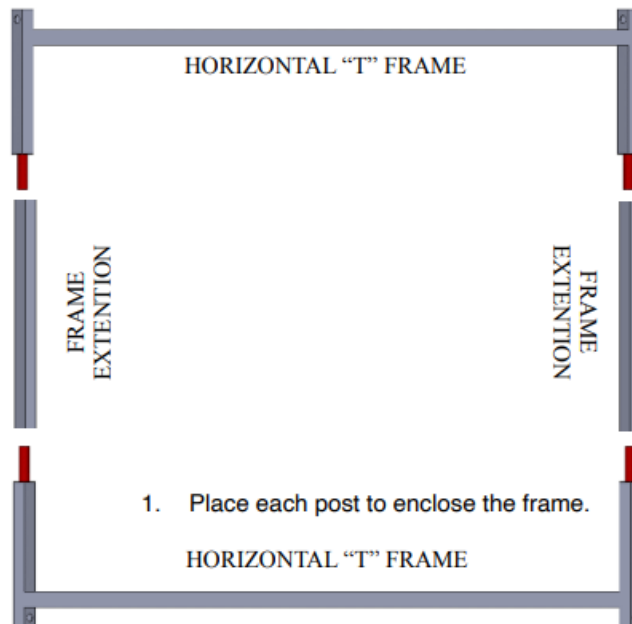 HORIZONTAL “T” FRAME
FRAME
EXTENTION
FRAME
EXTENTION
1. Place each post to enclose the frame.
HORIZONTAL “T” FRAME